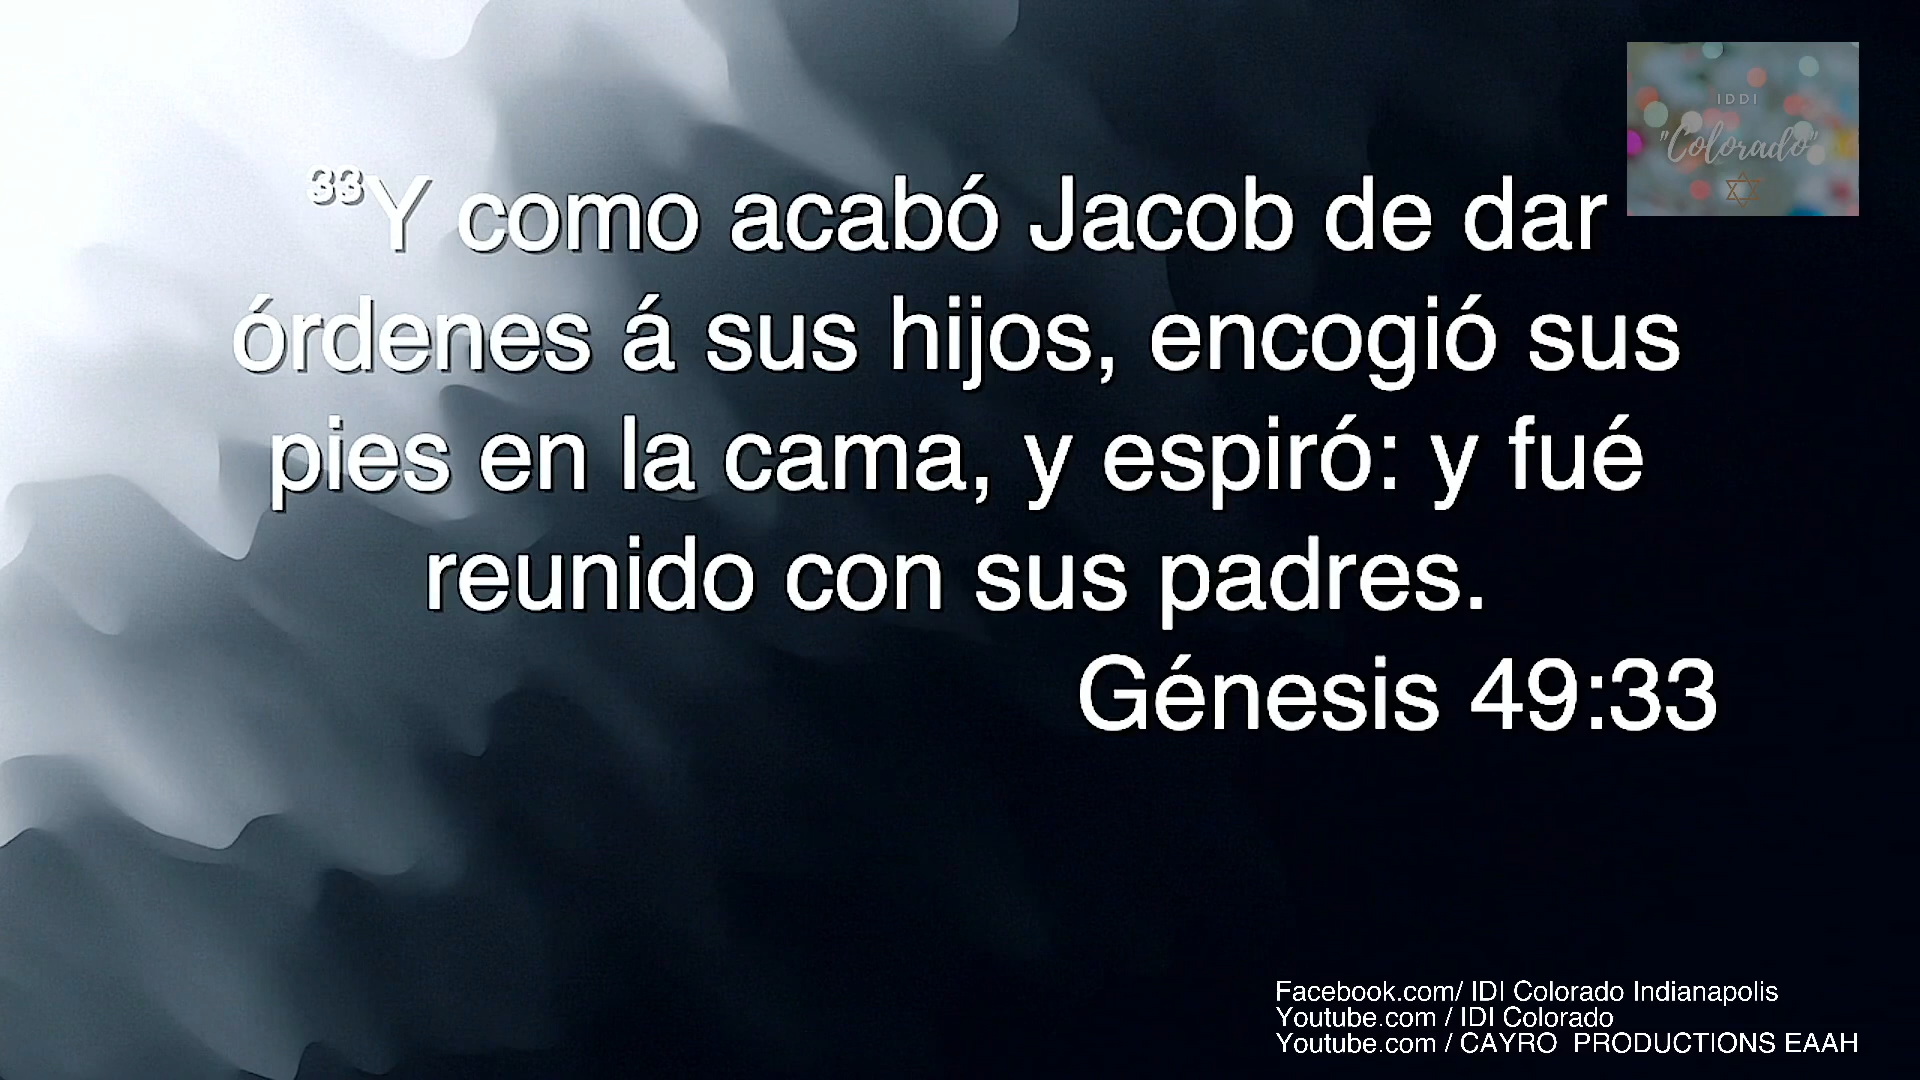 IDDI
"Colorado"
33Y como acabó Jacob de dar
órdenes á sus hijos, encogió sus
pies en la cama, y espiró: y fué
reunido con sus padres.
Génesis 49:33
Facebook.com/ IDI Colorado Indianapolis
Youtube.com / IDI Colorado
Youtube.com / CAYRO  PRODUCTIONS EAAH